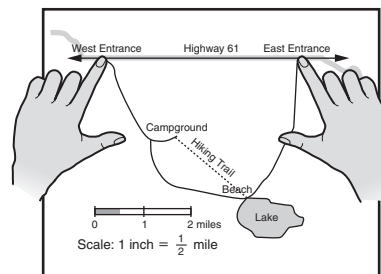 West Entrance Highway 61 East Entrance
Campground
Hiking Trail
Beach
Lake
0 1 2 miles
Scale: 1 inch = 1/2 mile